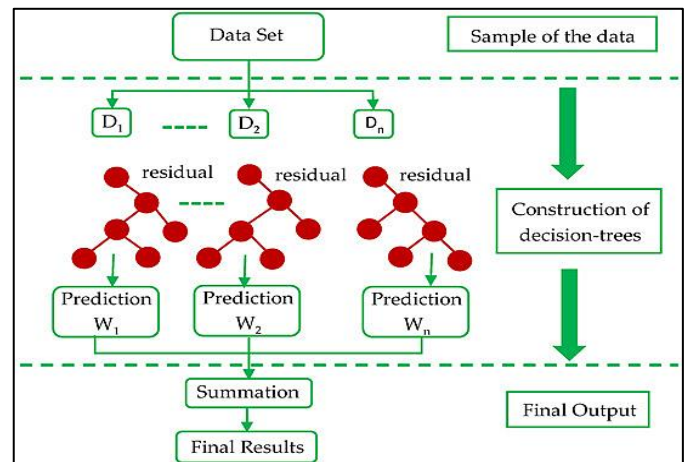 Data Set
Sample of the data
D1
D2
Dn
residual
residual
residual
Construction of
decision-trees
Prediction
W1
Prediction
W2
Prediction
Wn
Summation
Final Output
Final Results